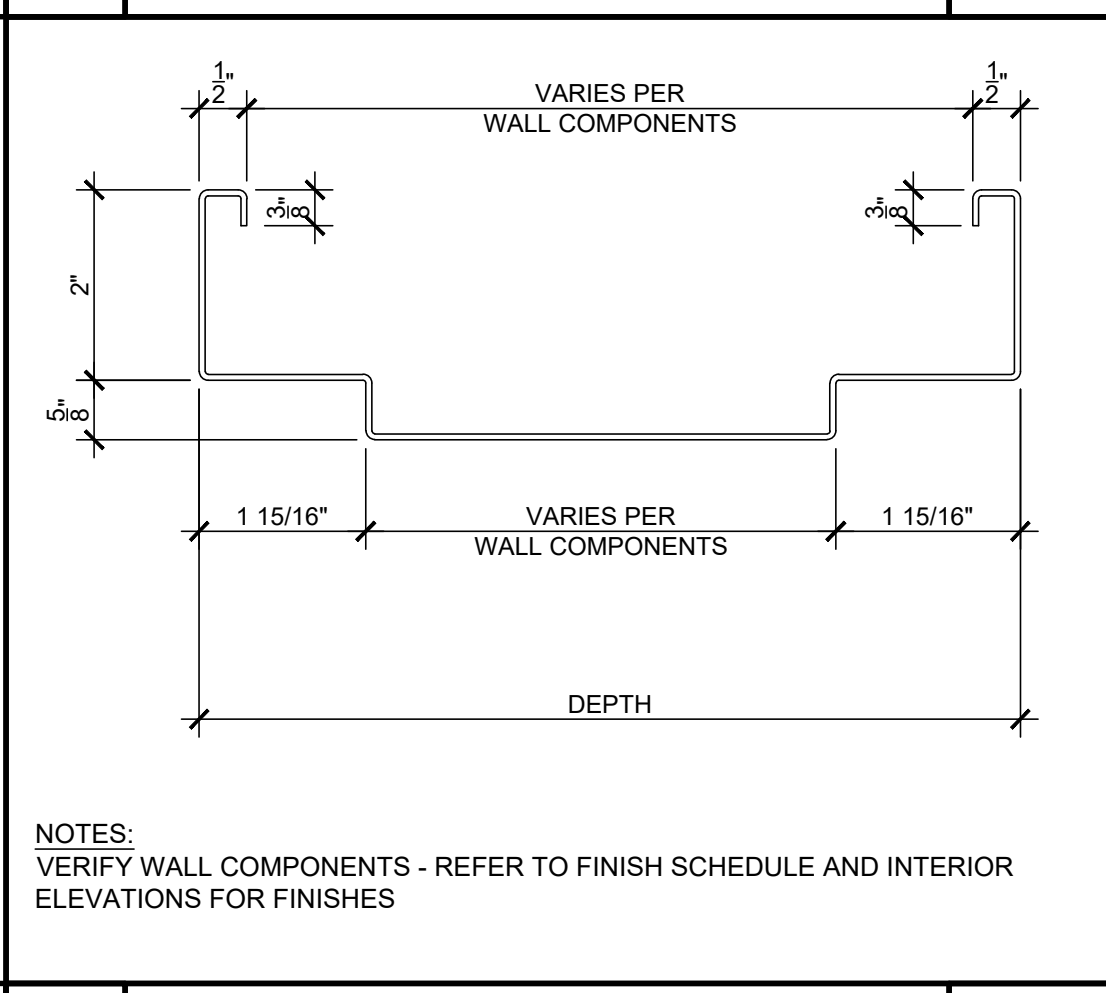 1/2" VARIES PER 1/2"
WALL COMPONENTS
3/8" 3/8"
2"
5/8"
1 15/16" VARIES PER 1 15/16"
WALL COMPONENTS
DEPTH
NOTES:
VERIFY WALL COMPONENTS - REFER TO FINISH SCHEDULE AND INTERIOR
ELEVATIONS FOR FINISHES